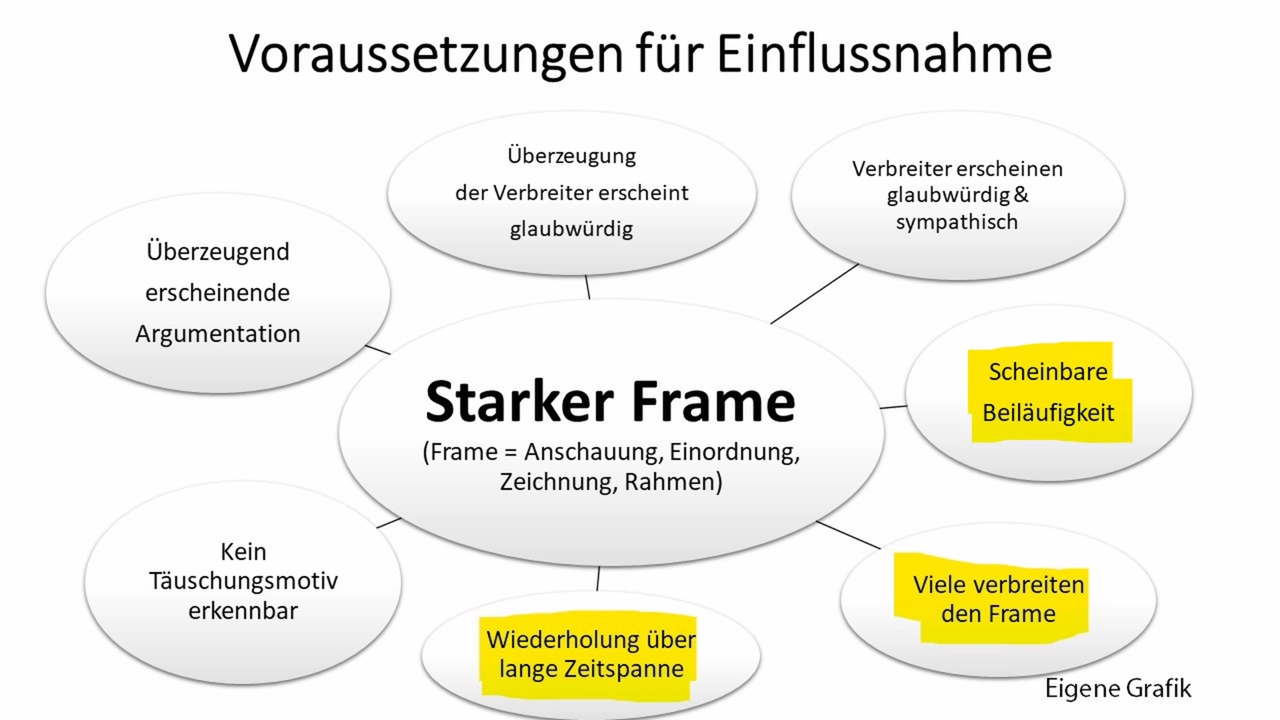 Voraussetzungen für Einflussnahme
Überzeugung
der Verbreiter erscheint
glaubwürdig
Verbreiter erscheinen
glaubwürdig &
sympathisch
Überzeugend
erscheinende
Argumentation
Starker Frame
(Frame = Anschauung, Einordnung,
Zeichnung, Rahmen)
Scheinbare
Beiläufigkeit
Kein
Täuschungsmotiv
erkennbar
Wiederholung über
lange Zeitspanne
Viele verbreiten
den Frame
Eigene Grafik